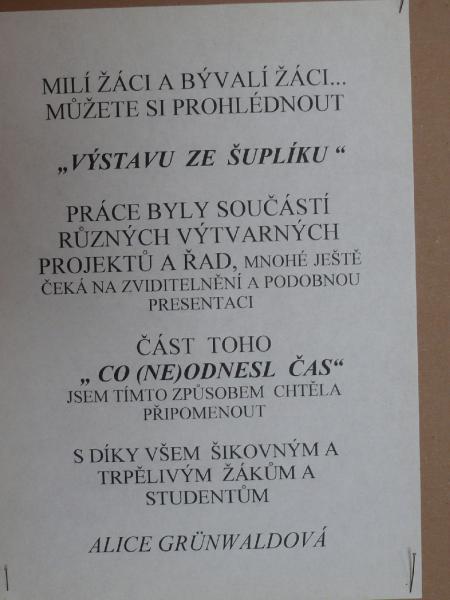 MILÍ ŽÁCI A BÝVALÍ ŽÁCI...
MŮŽETE SI PROHLÉDNOUT
„VÝSTAVU ZE ŠUPLÍKU “
PRÁCE BYLY SOUČÁSTÍ
RŮZNÝCH VÝTVARNÝCH
PROJEKTŮ A ŘAD, MNOHÉ JEŠTĚ
ČEKÁ NA ZVIDITELNĚNÍ A PODOBNOU
PRESENTACI
ČÁST TOHO
„ CO (NE)ODNESL ČAS“
JSEM TÍMTO ZPŮSOBEM CHTĚLA
PŘIPOMENOUT
S DÍKY VŠEM ŠIKOVNÝM A
TRPĚLIVÝM ŽÁKŮM A
STUDENTŮM
ALICE GRÜNWALDOVÁ